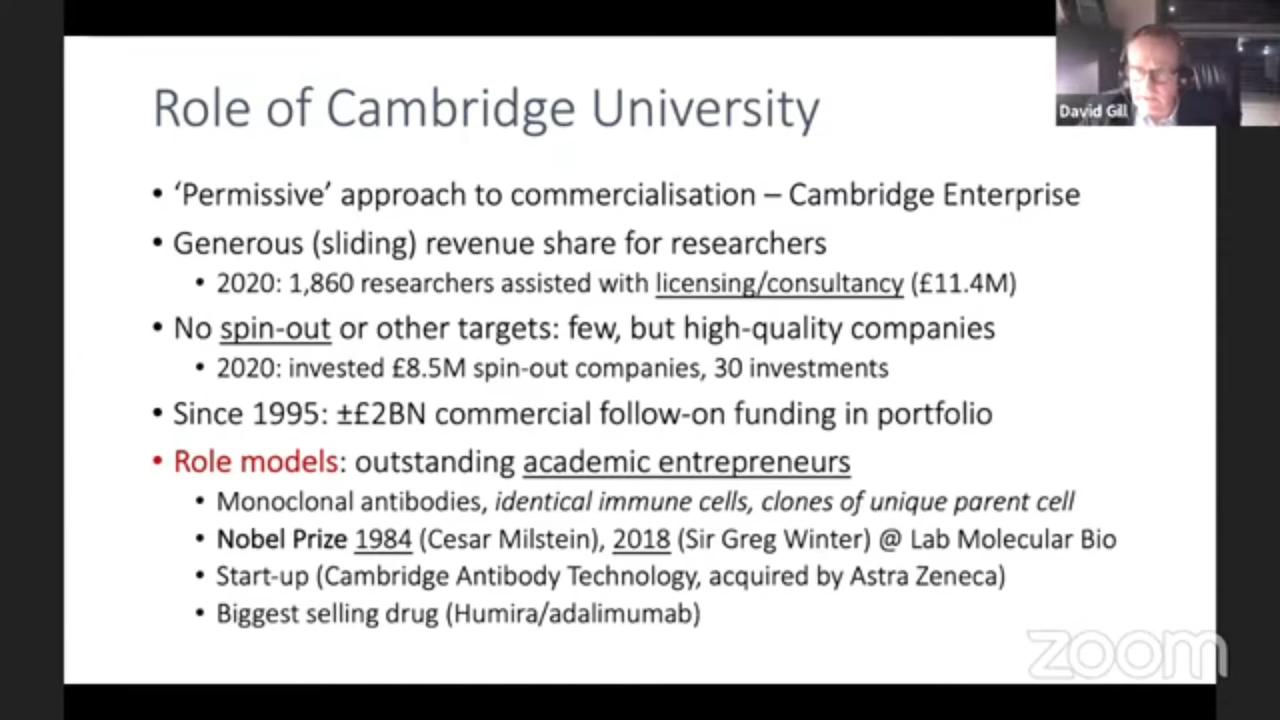 Role of Cambridge University
David Gill
• ‘Permissive’ approach to commercialisation – Cambridge Enterprise
• Generous (sliding) revenue share for researchers
• 2020: 1,860 researchers assisted with licensing/consultancy (£11.4M)
• No spin-out or other targets: few, but high-quality companies
• 2020: invested £8.5M spin-out companies, 30 investments
• Since 1995: ±£2BN commercial follow-on funding in portfolio
• Role models: outstanding academic entrepreneurs
• Monoclonal antibodies, identical immune cells, clones of unique parent cell
• Nobel Prize 1984 (Cesar Milstein), 2018 (Sir Greg Winter) @ Lab Molecular Bio
• Start-up (Cambridge Antibody Technology, acquired by Astra Zeneca)
• Biggest selling drug (Humira/adalimumab)
zoom